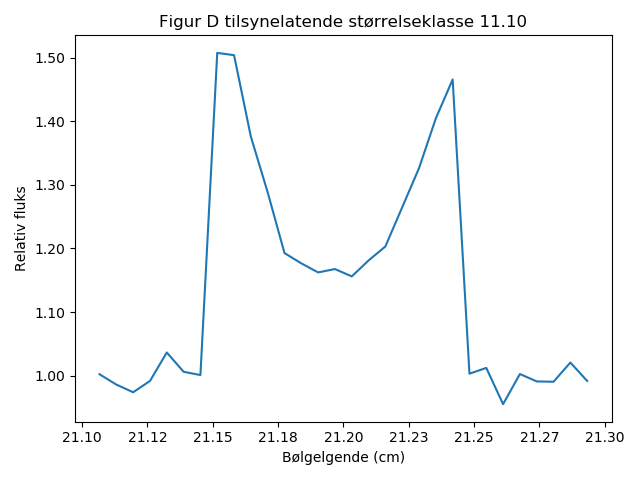 Figur D tilsynelatende størrelseklasse 11.10
Relativ fluks
1.50
1.40
1.30
1.20
1.10
1.00
21.10 21.12 21.15 21.18 21.20 21.23 21.25 21.27 21.30
Bølgelgende (cm)